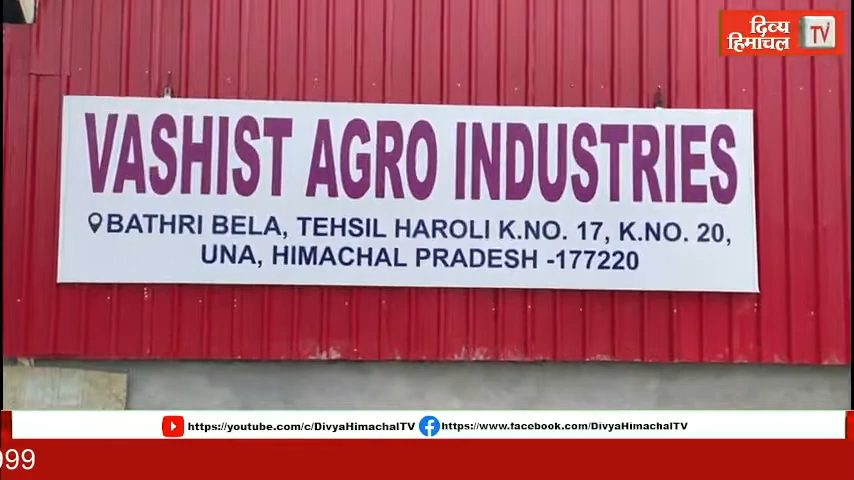 दिव्य
हिमाचल
TV
VASHIST AGRO INDUSTRIES
BATHRI BELA, TEHSIL HAROLI K.NO. 17, K.NO. 20,
UNA, HIMACHAL PRADESH -177220
https://youtube.com/c/DivyaHimachalTV https://www.facebook.com/DivyaHimachalTV
99